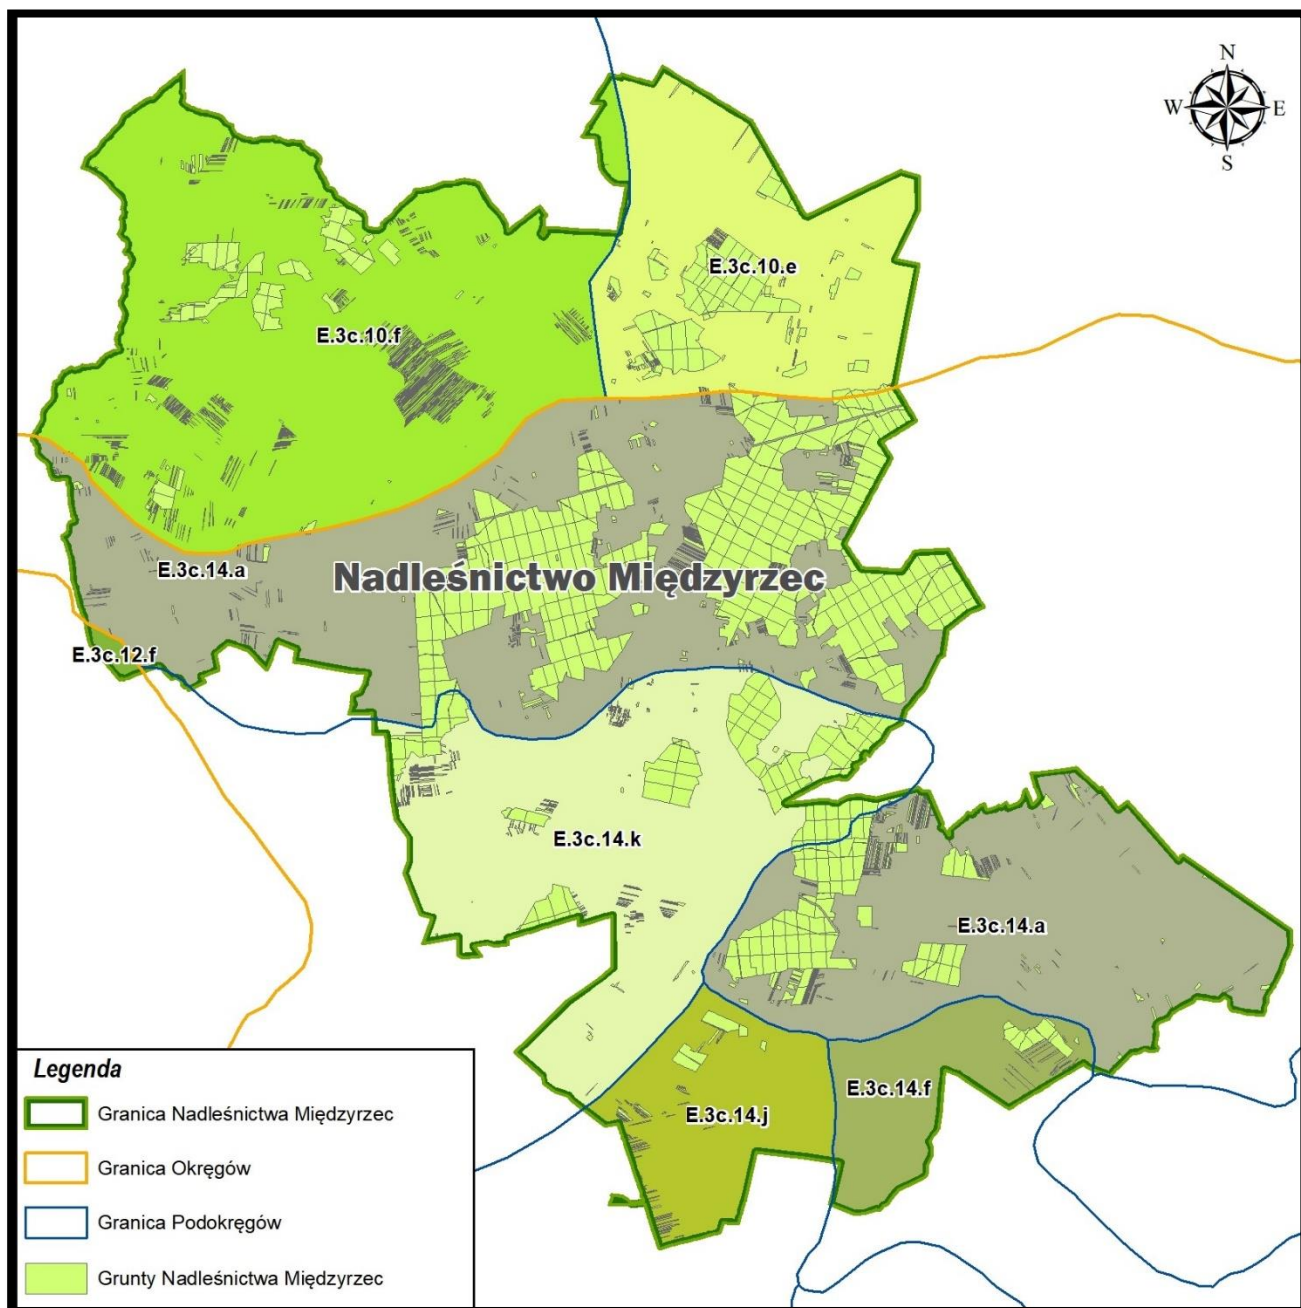 N
W E
S
E.3c.10.e
E.3c.10.f
E.3c.14.a
Nadleśnictwo Międzyrzec
E.3c.12.f
E.3c.14.k
E.3c.14.a
E.3c.14.f
E.3c.14.j
Legenda
Granica Nadleśnictwa Międzyrzec
Granica Okręgów
Granica Podokręgów
Grunty Nadleśnictwa Międzyrzec